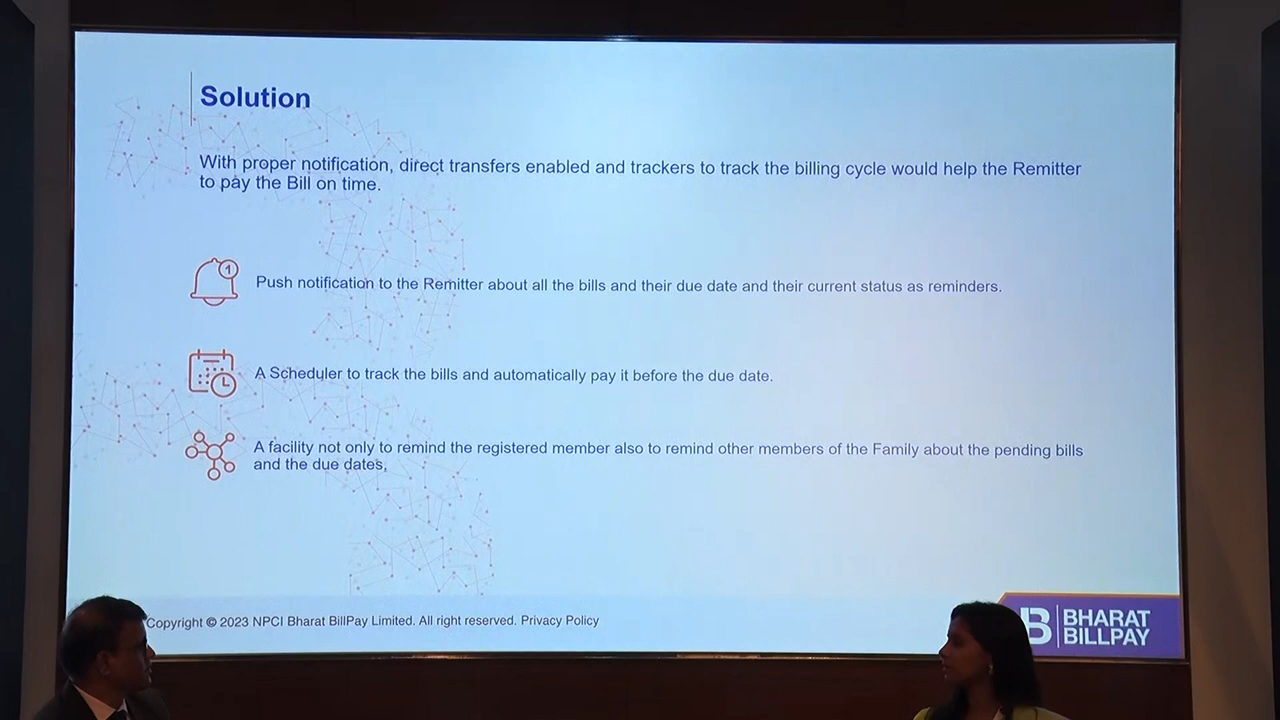 Solution
With proper notification, direct transfers enabled and trackers to track the billing cycle would help the Remitter
to pay the Bill on time.
1
Push notification to the Remitter about all the bills and their due date and their current status as reminders.
A Scheduler to track the bills and automatically pay it before the due date.
A facility not only to remind the registered member also to remind other members of the Family about the pending bills
and the due dates,
Copyright © 2023 NPCI Bharat BillPay Limited. All right reserved. Privacy Policy
B BHARAT
BILLPAY